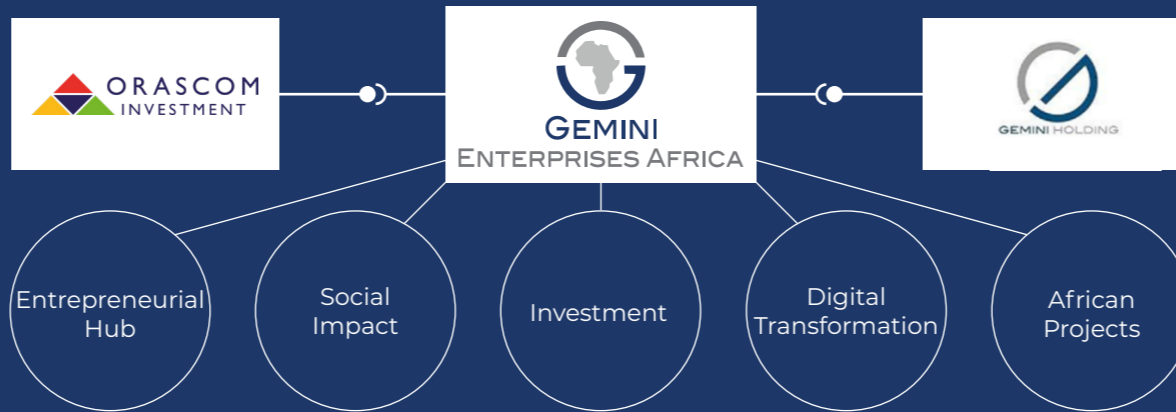 ORASCOM
INVESTMENT
GEMINI
ENTERPRISES AFRICA
GEMINI HOLDING
Entrepreneurial
Hub
Social
Impact
Investment
Digital
Transformation
African
Projects